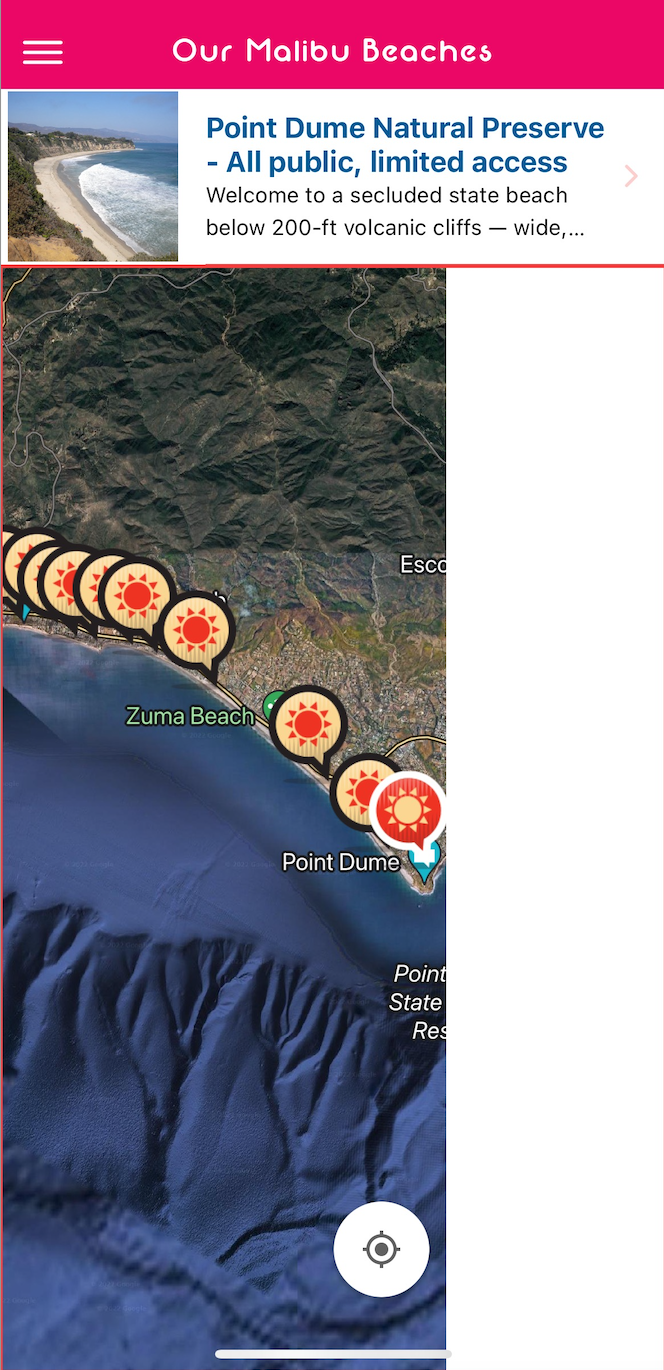 Our Malibu Beaches
Point Dume Natural Preserve
- All public, limited access
Welcome to a secluded state beach
below 200-ft volcanic cliffs — wide,...
Esco
Zuma Beach
Point Dume
Point
State
Res